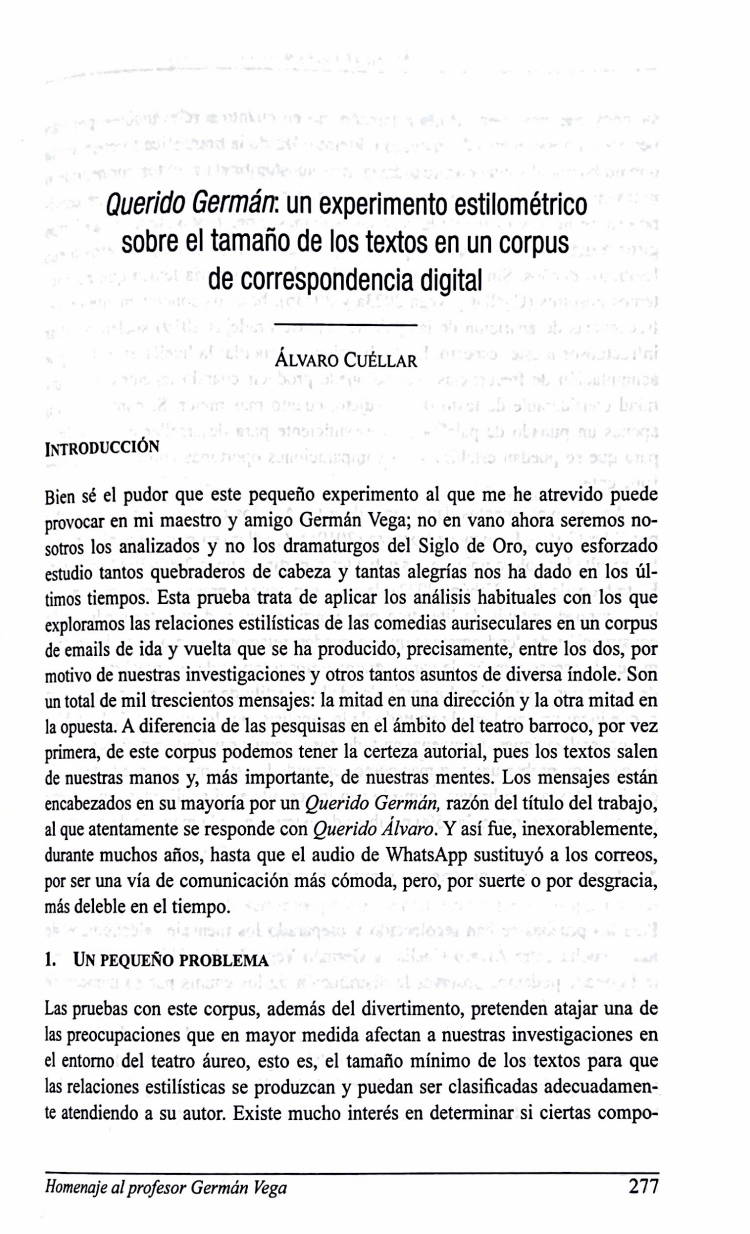 Querido Germán: un experimento estilométrico
sobre el tamaño de los textos en un corpus
de correspondencia digital
ÁLVARO CUÉLLAR
INTRODUCCIÓN
Bien sé el pudor que este pequeño experimento al que me he atrevido puede
provocar en mi maestro y amigo Germán Vega; no en vano ahora seremos no-
sotros los analizados y no los dramaturgos del Siglo de Oro, cuyo esforzado
estudio tantos quebraderos de cabeza y tantas alegrías nos ha dado en los úl-
timos tiempos. Esta prueba trata de aplicar los análisis habituales con los que
exploramos las relaciones estilísticas de las comedias auriseculares en un corpus
de emails de ida y vuelta que se ha producido, precisamente, entre los dos, por
motivo de nuestras investigaciones y otros tantos asuntos de diversa índole. Son
un total de mil trescientos mensajes: la mitad en una dirección y la otra mitad en
la opuesta. A diferencia de las pesquisas en el ámbito del teatro barroco, por vez
primera, de este corpus podemos tener la certeza autorial, pues los textos salen
de nuestras manos y, más importante, de nuestras mentes. Los mensajes están
encabezados en su mayoría por un Querido Germán, razón del título del trabajo,
al que atentamente se responde con Querido Álvaro. Y así fue, inexorablemente,
durante muchos años, hasta que el audio de WhatsApp sustituyó a los correos,
por ser una vía de comunicación más cómoda, pero, por suerte o por desgracia,
más deleble en el tiempo.
1. UN PEQUEÑO PROBLEMA
Las pruebas con este corpus, además del divertimento, pretenden atajar una de
las preocupaciones que en mayor medida afectan a nuestras investigaciones en
el entorno del teatro áureo, esto es, el tamaño mínimo de los textos para que
las relaciones estilísticas se produzcan y puedan ser clasificadas adecuadamen-
te atendiendo a su autor. Existe mucho interés en determinar si ciertas compo-
Homenaje al profesor Germán Vega 277